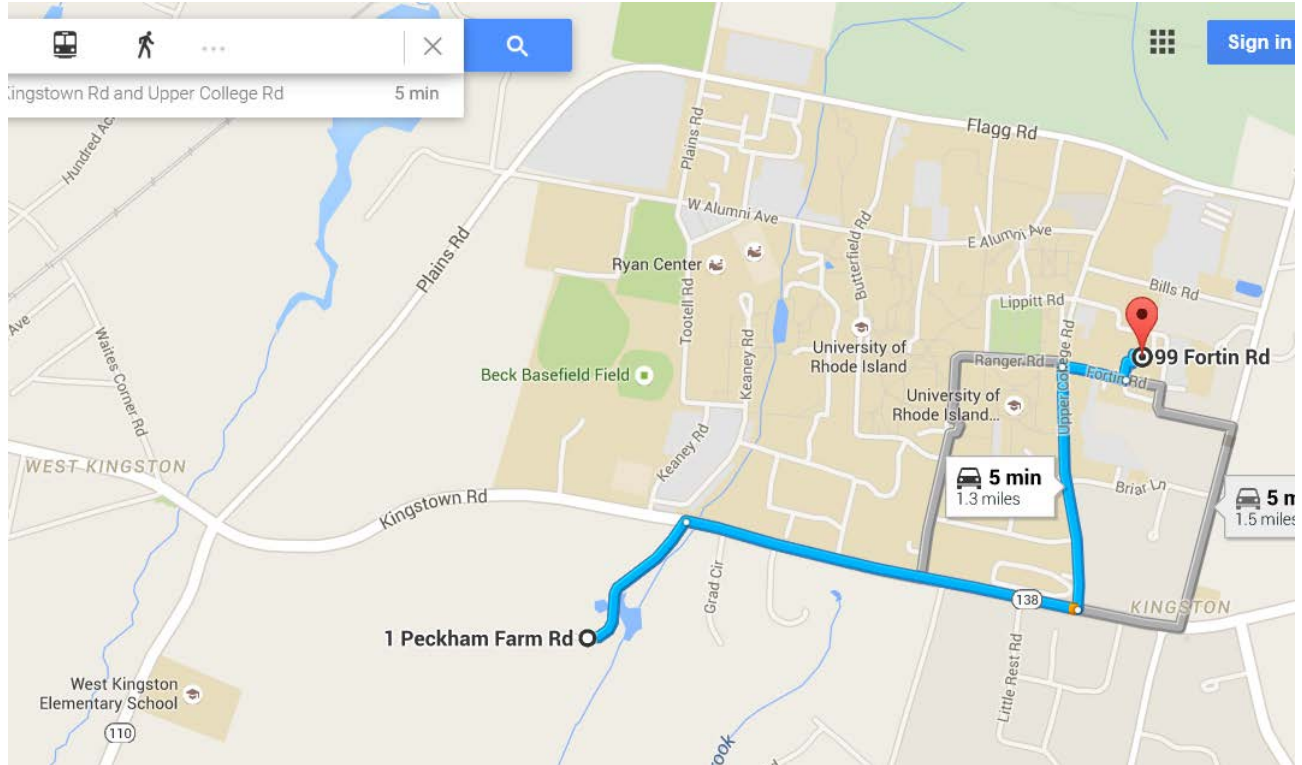 Sign in
Kingstown Rd and Upper College Rd
5 min
Hundred Ac
Plains Rd
Flagg Rd
W Alumni Ave
E Alumni Ave
Plains Rd
Butterfield Rd
Ryan Center
Bills Rd
Lippitt Rd
Tootell Rd
Keaney Rd
University of
Rhode Island
Ave
Waites Corner Rd
Upper College Rd
Ranger Rd
99 Fortin Rd
Fortin Rd
Beck Basefield Field
University of
Rhode Island...
Keaney Rd
WEST KINGSTON
5 min
1.3 miles
Briar Ln
Kingstown Rd
5 m
1.5 miles
Grad Cir
138
KINGSTON
1 Peckham Farm Rd
Little Rest Rd
West Kingston
Elementary School
110
ook